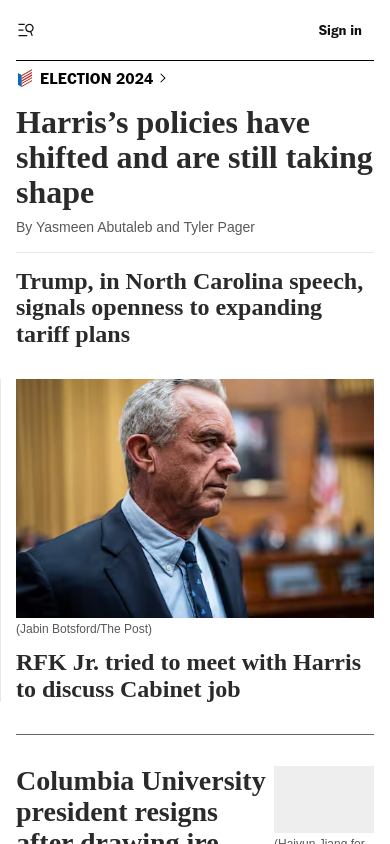 Sign in
ELECTION 2024
Harris’s policies have
shifted and are still taking
shape
By Yasmeen Abutaleb and Tyler Pager
Trump, in North Carolina speech,
signals openness to expanding
tariff plans
(Jabin Botsford/The Post)
RFK Jr. tried to meet with Harris
to discuss Cabinet job
Columbia University
president resigns
after drawing ire
(Haiyun Jiang for